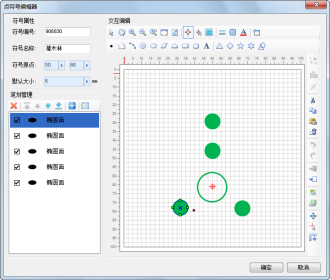 点符号编辑器
符号属性
符号编号: 906030
符号名称: 灌木林
符号原点: 50 88
默认大小: 6 mm
笔划管理
椭圆面
椭圆面
椭圆面
椭圆面
椭圆面
交互编辑
确定
取消